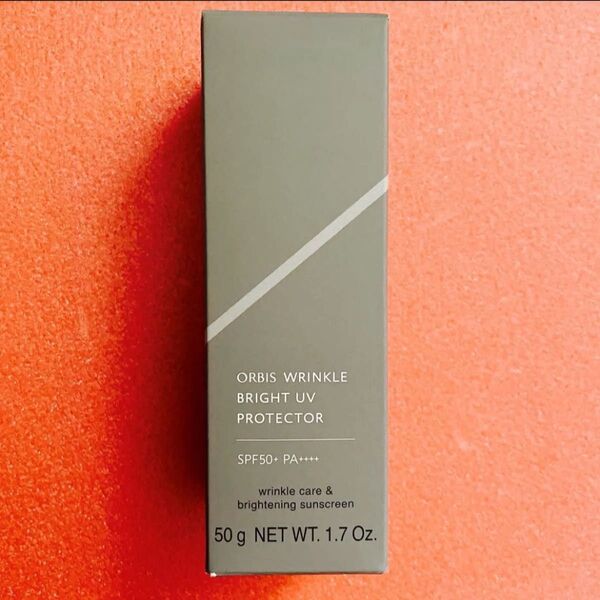 ORBIS WRINKLE
BRIGHT UV
PROTECTOR
SPF50+ PA++++
wrinkle care &
brightening sunscreen
50 g NET WT. 1.7 Oz.